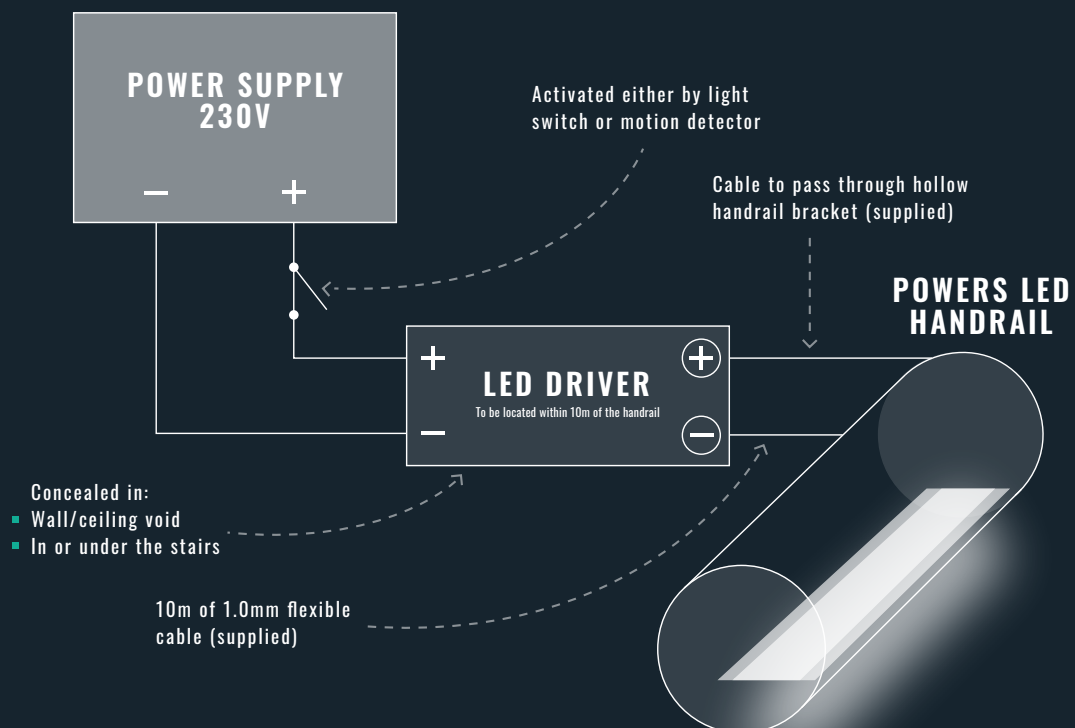 POWER SUPPLY
230V
− +
Activated either by light
switch or motion detector
Cable to pass through hollow
handrail bracket (supplied)
POWERS LED
HANDRAIL
+ +
LED DRIVER
To be located within 10m of the handrail
− −
Concealed in:
Wall/ceiling void
In or under the stairs
10m of 1.0mm flexible
cable (supplied)